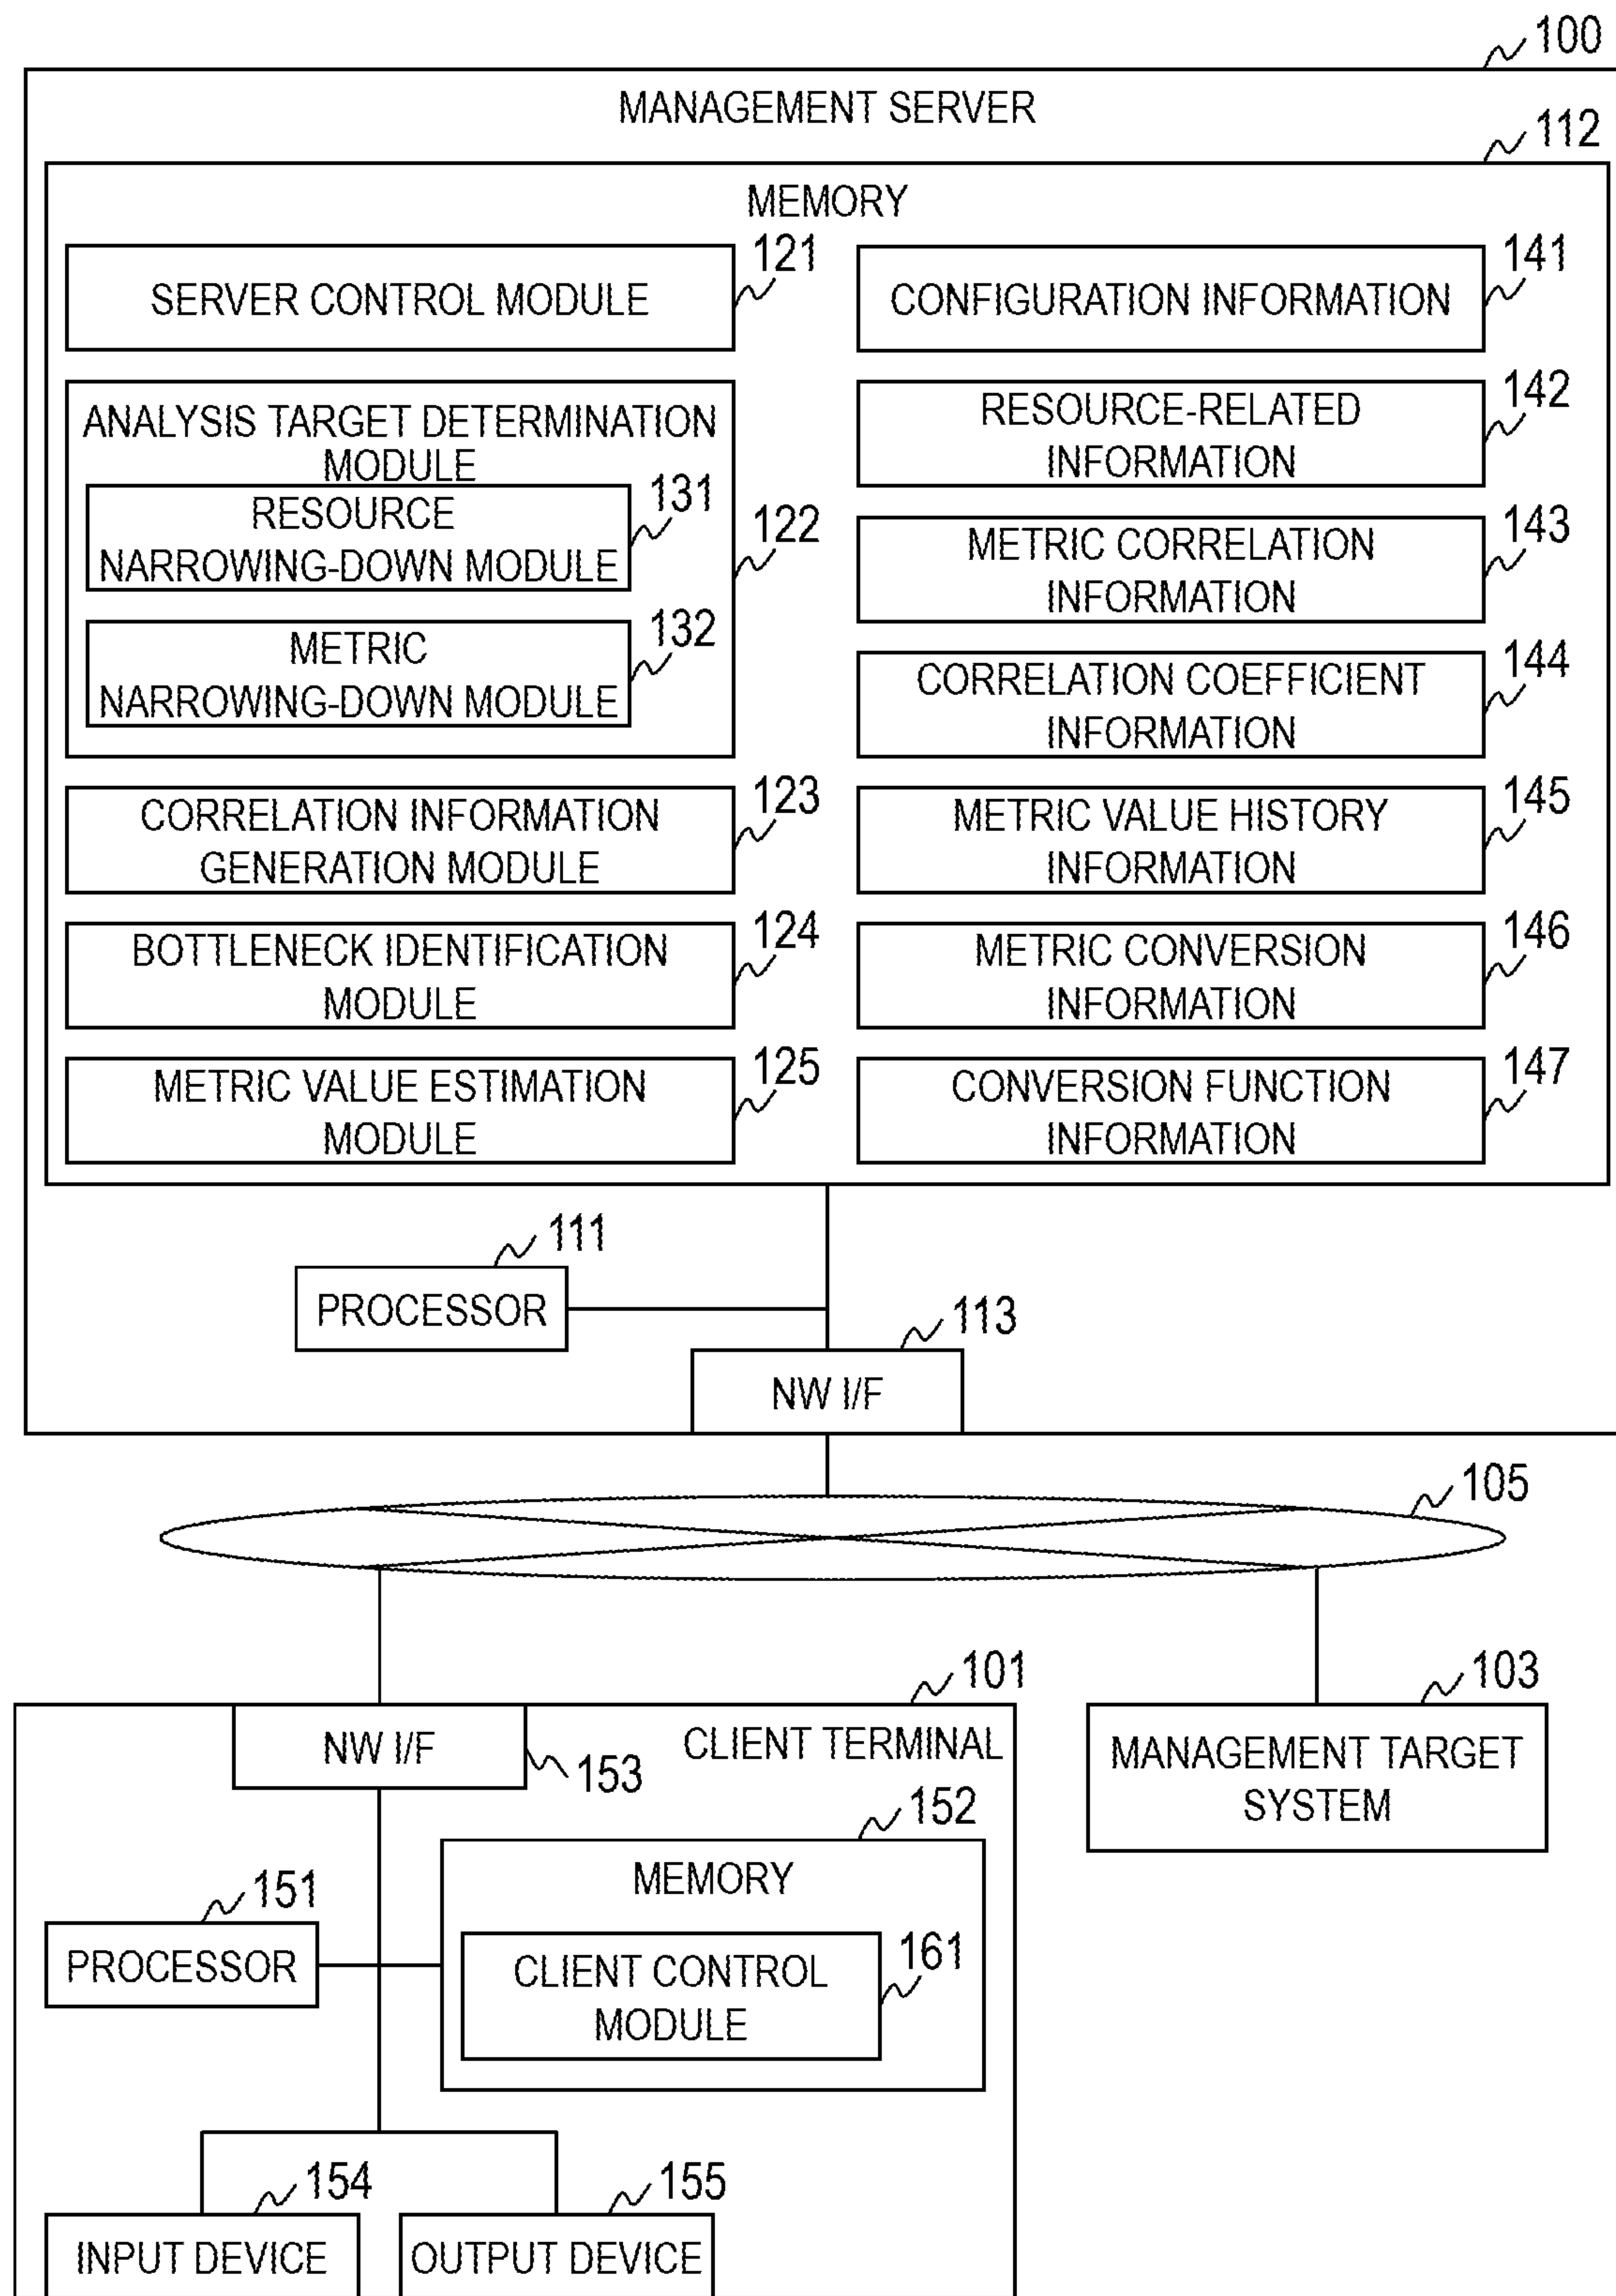 100
MANAGEMENT SERVER
112
MEMORY
121
SERVER CONTROL MODULE
ANALYSIS TARGET DETERMINATION
MODULE
122
131
RESOURCE
NARROWING-DOWN MODULE
132
METRIC
NARROWING-DOWN MODULE
123
CORRELATION INFORMATION
GENERATION MODULE
124
BOTTLENECK IDENTIFICATION
MODULE
125
METRIC VALUE ESTIMATION
MODULE
141
CONFIGURATION INFORMATION
142
RESOURCE-RELATED
INFORMATION
143
METRIC CORRELATION
INFORMATION
144
CORRELATION COEFFICIENT
INFORMATION
145
METRIC VALUE HISTORY
INFORMATION
146
METRIC CONVERSION
INFORMATION
147
CONVERSION FUNCTION
INFORMATION
111
PROCESSOR
113
NW I/F
105
101
CLIENT TERMINAL
NW I/F
153
152
MEMORY
151
PROCESSOR
161
CLIENT CONTROL
MODULE
154
INPUT DEVICE
155
OUTPUT DEVICE
103
MANAGEMENT TARGET
SYSTEM